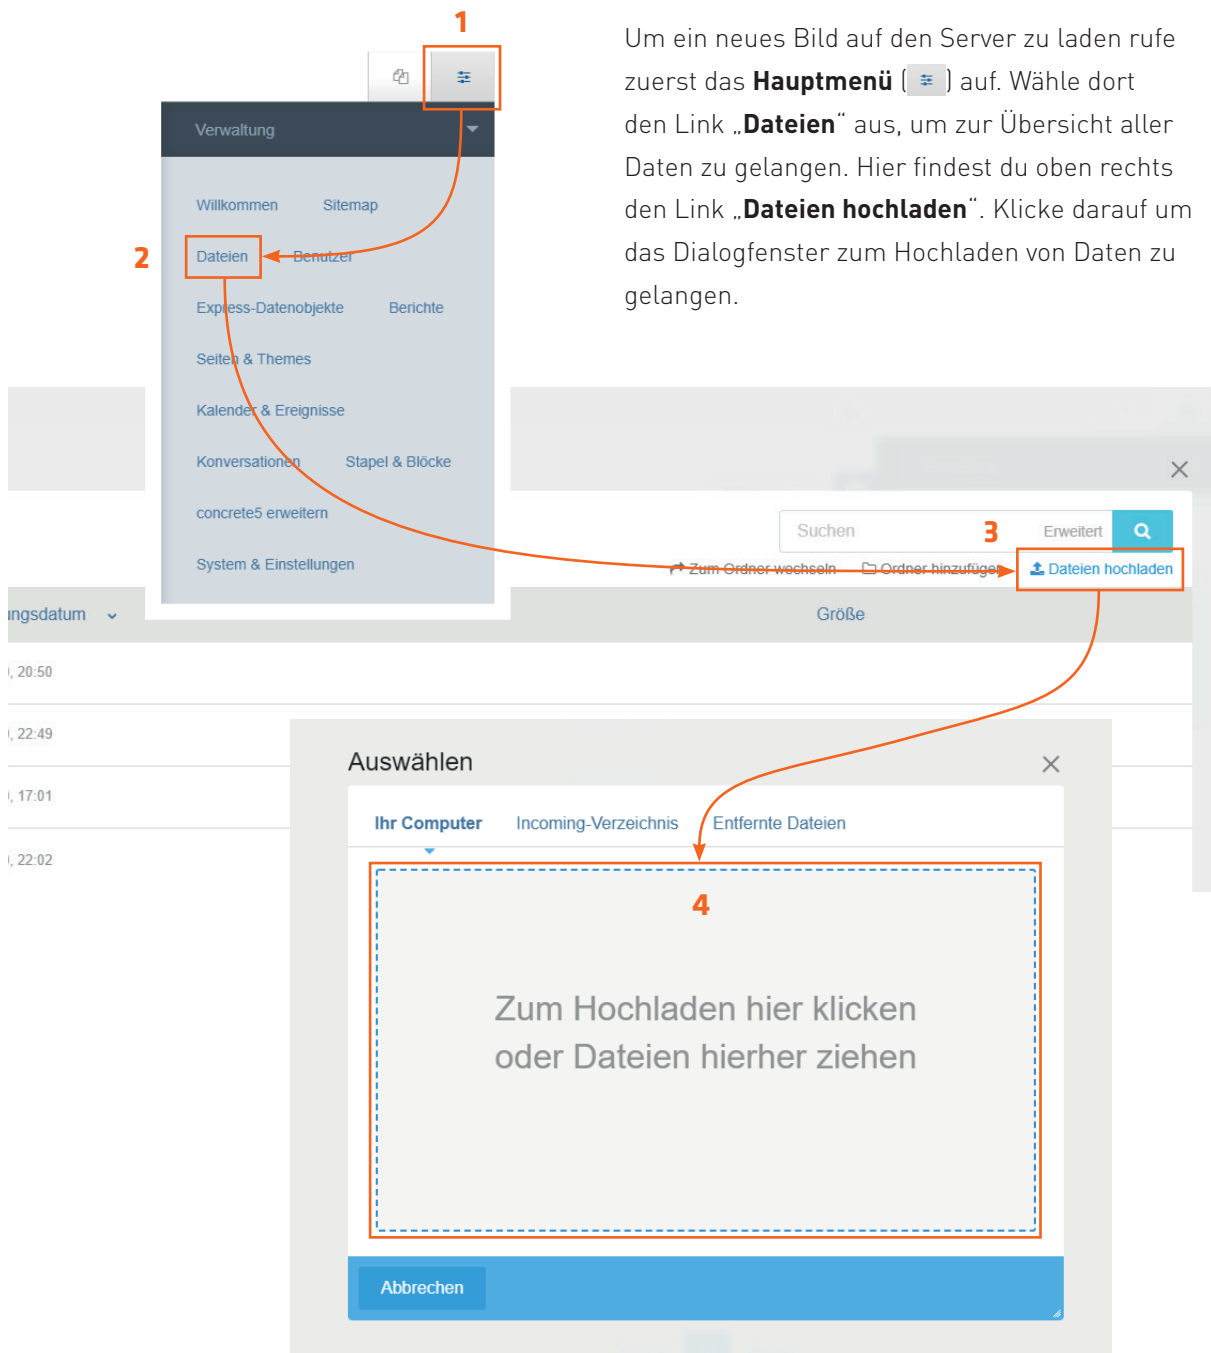 1
Um ein neues Bild auf den Server zu laden rufe
zuerst das Hauptmenü ( ) auf. Wähle dort
den Link „Dateien“ aus, um zur Übersicht aller
Daten zu gelangen. Hier findest du oben rechts
den Link „Dateien hochladen“. Klicke darauf um
das Dialogfenster zum Hochladen von Daten zu
gelangen.
Verwaltung
Willkommen Sitemap
2 Dateien Benutzer
Express-Datenobjekte Berichte
Seiten & Themes
Kalender & Ereignisse
Konversationen Stapel & Blöcke
concrete5 erweitern
System & Einstellungen
Suchen 3 Erweitert
Zum Ordner wechseln Ordner hinzufügen Dateien hochladen
ungsdatum Größe
, 20:50
, 22:49
, 17:01
, 22:02
Auswählen
Ihr Computer Incoming-Verzeichnis Entfernte Dateien
4
Zum Hochladen hier klicken
oder Dateien hierher ziehen
Abbrechen